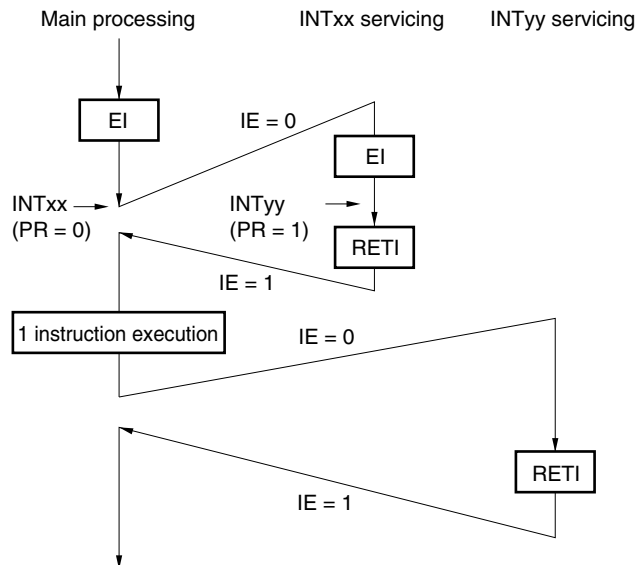 Main processing
INTxx servicing
INTyy servicing
EI
IE = 0
EI
INTxx
(PR = 0)
INTyy
(PR = 1)
RETI
IE = 1
1 instruction execution
IE = 0
RETI
IE = 1